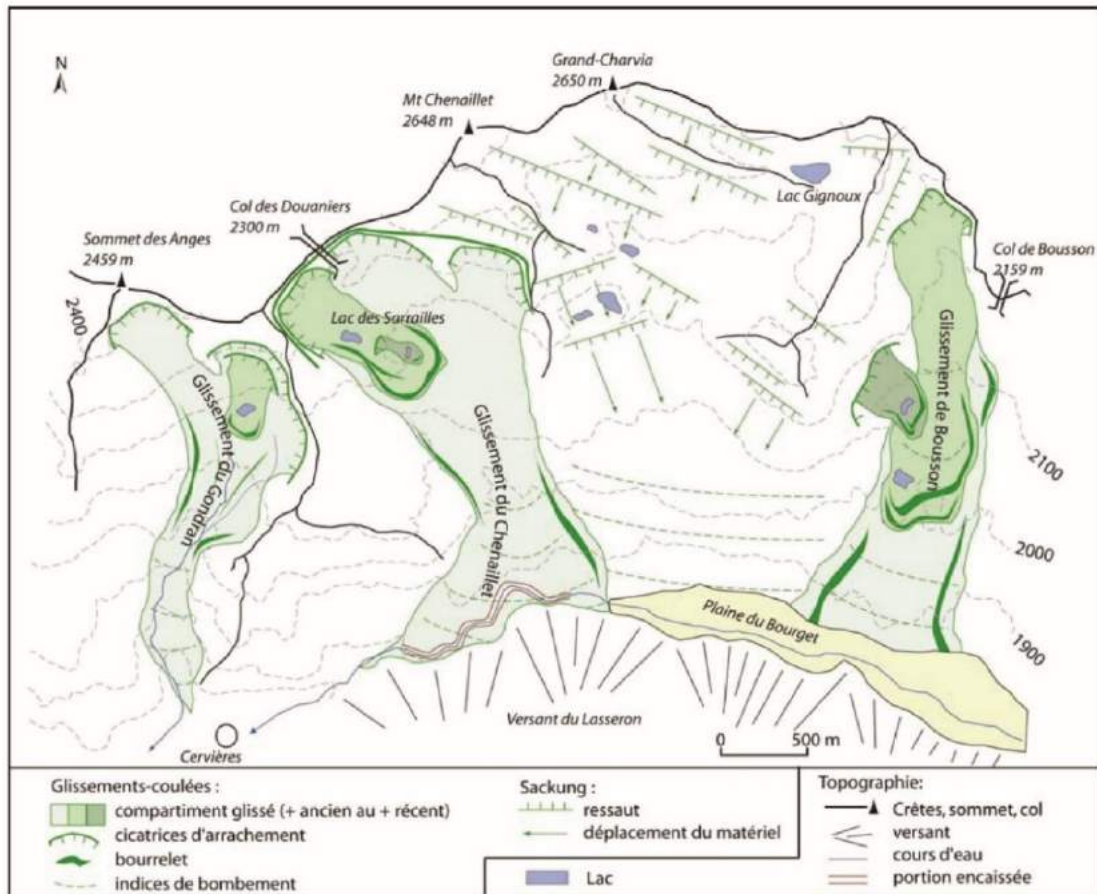 N
Grand-Charvia
2650 m
Mt Chenaillet
2648 m
Lac Gignoux
Col des Douaniers
2300 m
Sommet des Anges
2459 m
Col de Bousson
2159 m
2400
Lac des Sarrailles
Glissement du Gondran
Glissement du Chenaillet
Glissement de Bousson
2100
2000
1900
Plaine du Bourget
Versant du Lasseron
0 500 m
Cervières
Glissements-coulées :
compartiment glissé (+ ancien au + récent)
cicatrices d'arrachement
bourrelet
indices de bombement
Sackung :
ressaut
déplacement du matériel
Lac
Topographie:
Crêtes, sommet, col
versant
cours d'eau
portion encaissée